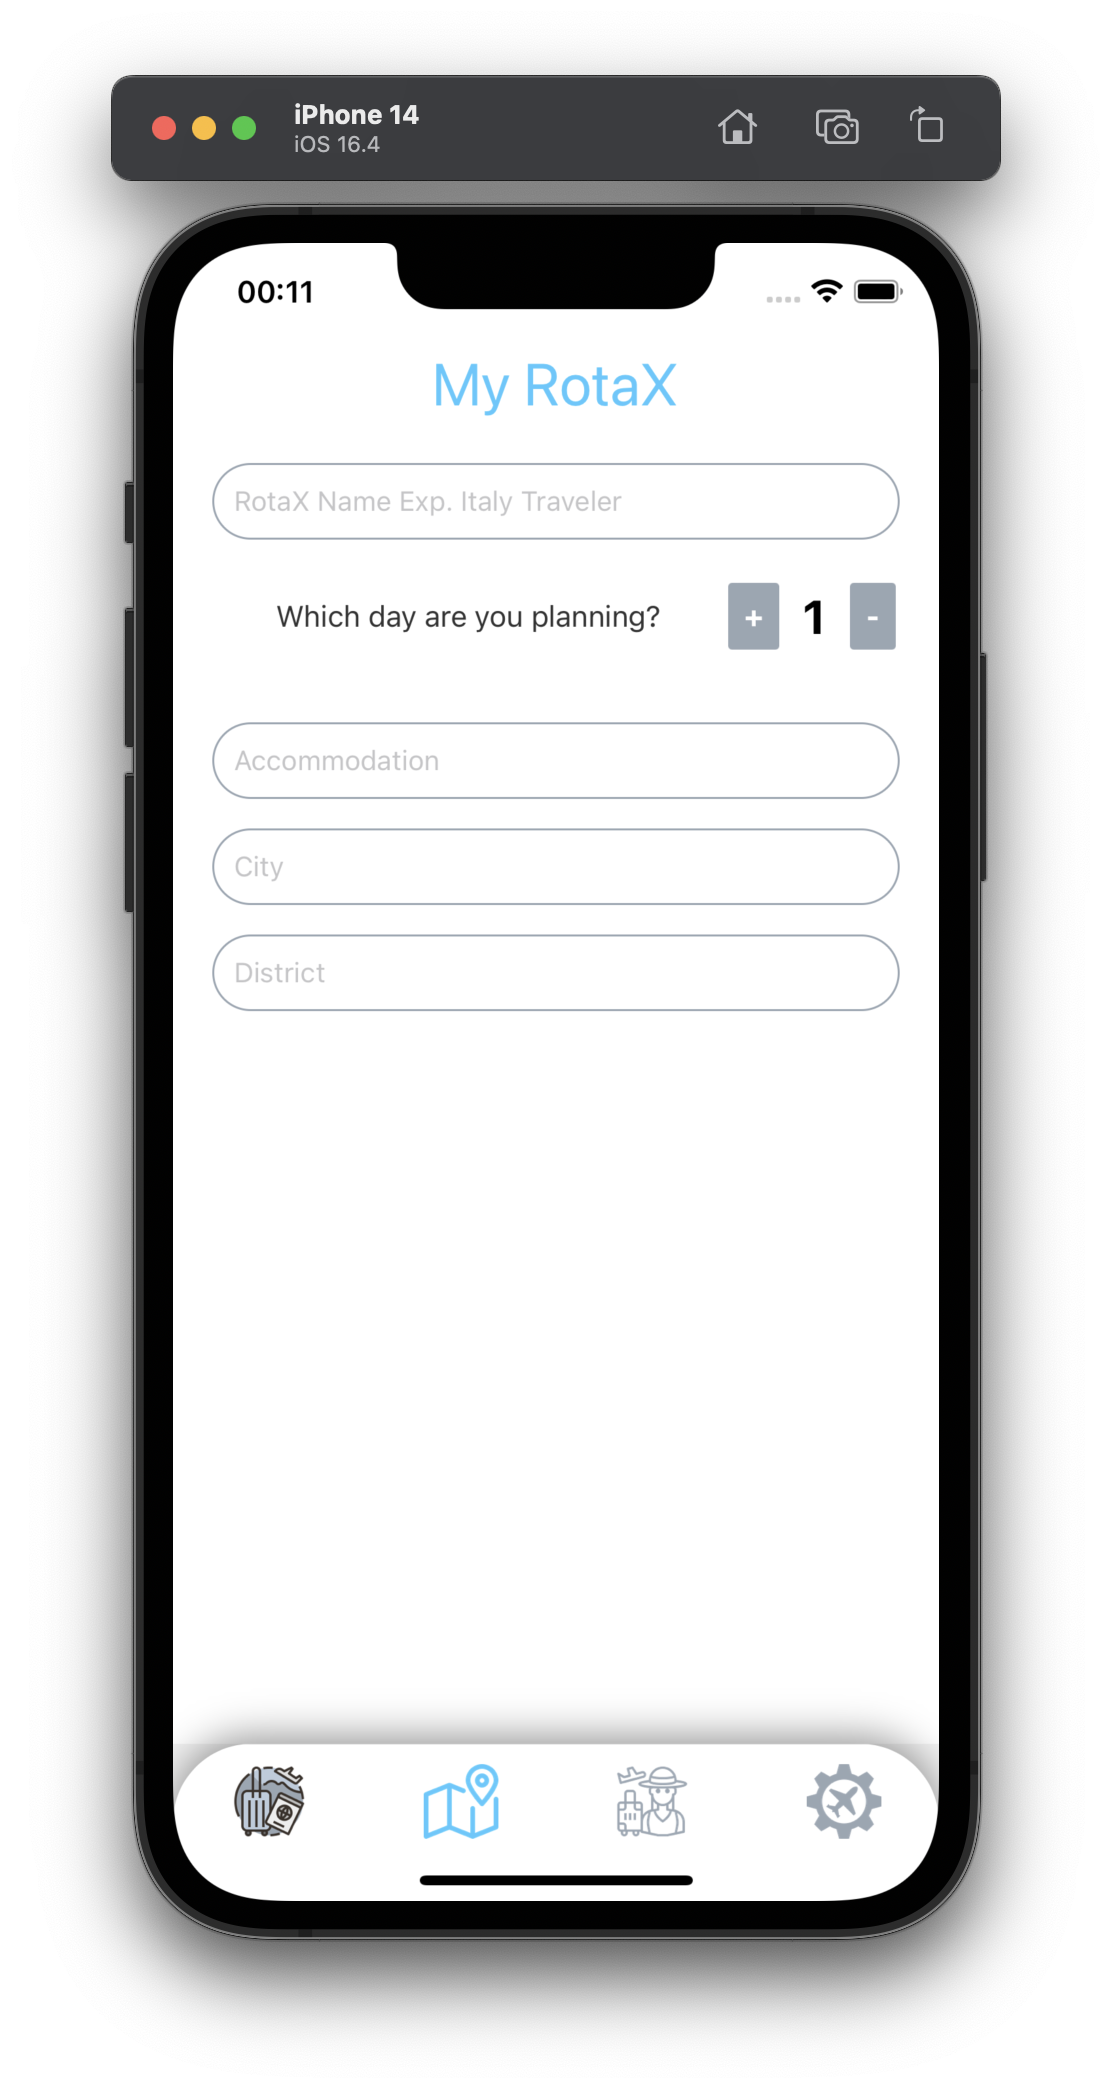 iPhone 14
iOS 16.4
00:11
My RotaX
RotaX Name Exp. Italy Traveler
Which day are you planning? + 1 -
Accommodation
City
District